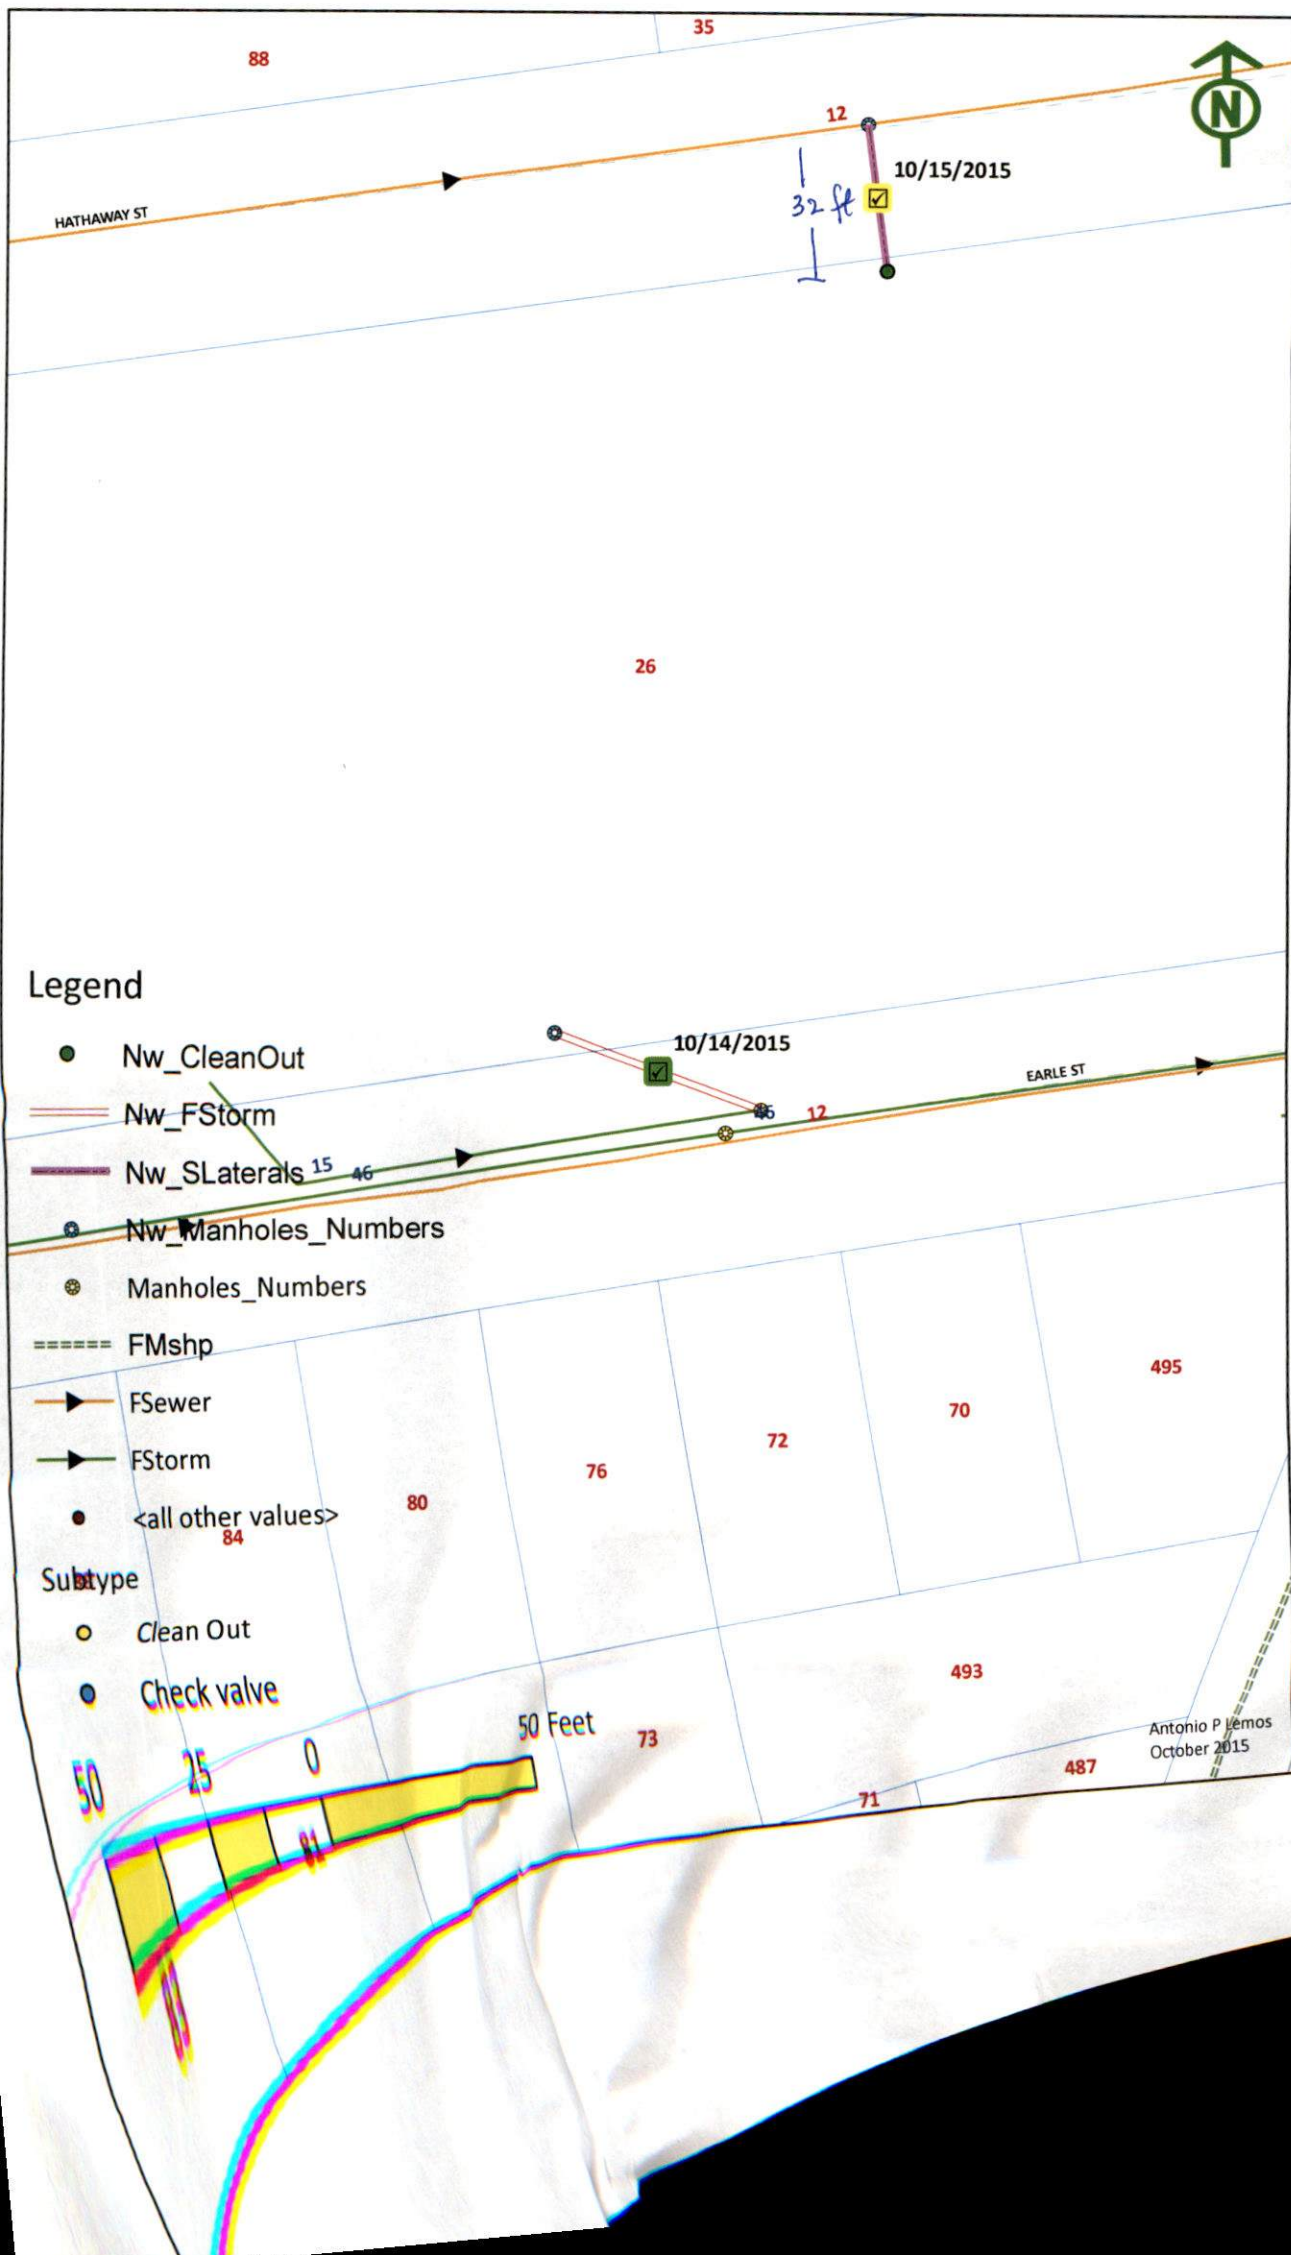 88
35
12
N
10/15/2015
32 ft
HATHAWAY ST
26
Legend
Nw_CleanOut
Nw_FStorm
Nw_SLaterals
Nw_Manholes_Numbers
Manholes_Numbers
FMshp
FSewer
FStorm
<all other values>
Subtype
Clean Out
Check valve
10/14/2015
EARLE ST
12
15
46
495
70
72
76
80
84
493
50
25
0
50 Feet
73
81
71
487
Antonio P Lemos
October 2015